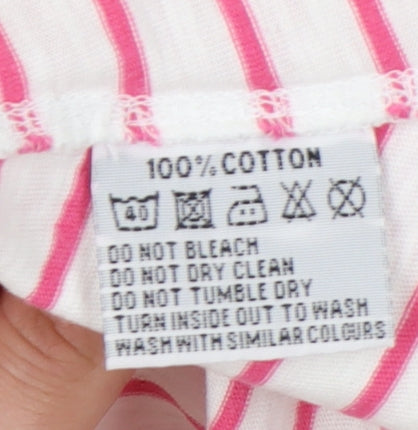 100% COTTON
40
DO NOT BLEACH
DO NOT DRY CLEAN
DO NOT TUMBLE DRY
TURN INSIDE OUT TO WASH
WASH WITH SIMILAR COLOURS